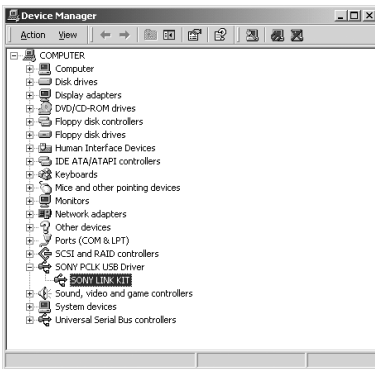 Device Manager
Action View
COMPUTER
Computer
Disk drives
Display adapters
DVD/CD-ROM drives
Floppy disk controllers
Floppy disk drives
Human Interface Devices
IDE ATA/ATAPI controllers
Keyboards
Mice and other pointing devices
Monitors
Network adapters
Other devices
Ports (COM & LPT)
SCSI and RAID controllers
SONY PCLK USB Driver
SONY LINK KIT
Sound, video and game controllers
System devices
Universal Serial Bus controllers